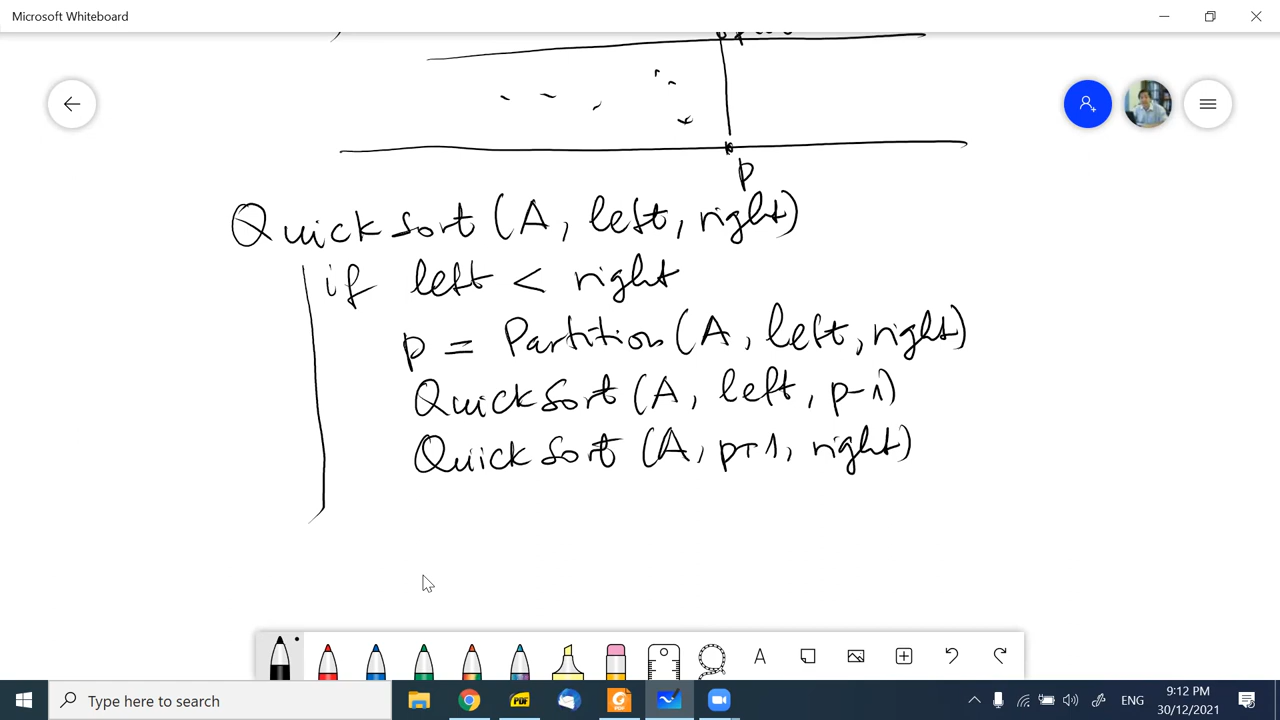 Microsoft Whiteboard
p
QuickSort (A, left, right)
if left < right
p = Partition (A, left, right)
QuickSort (A, left, p-1)
QuickSort (A, p+1, right)
A
Type here to search
PDF
ENG
9:12 PM
30/12/2021